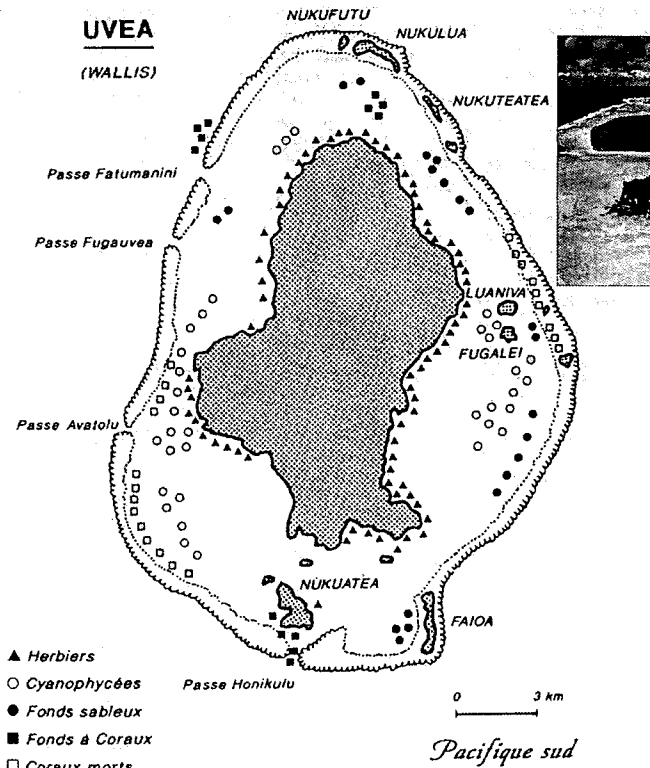 UVEA
(WALLIS)
NUKUFUTU
NUKULUA
NUKUTEATEA
Passe Fatumanini
Passe Fugauvea
LUANIVA
FUGALEI
Passe Avatolu
NUKUATEA
FAIOA
Passe Honikulu
▲ Herbiers
○ Cyanophycées
● Fonds sableux
■ Fonds à Coraux
□ Coraux morts
0 3 km
Pacifique sud